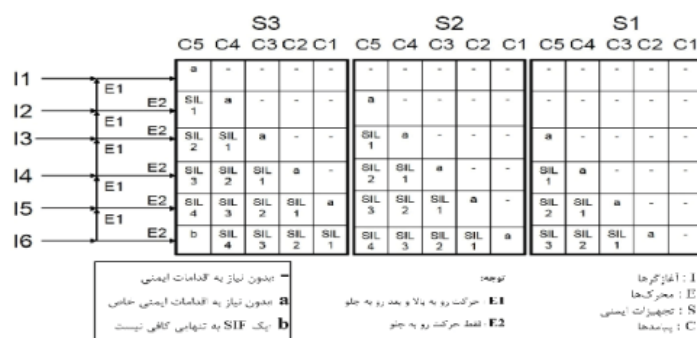 S3 S2 S1
C5 C4 C3 C2 C1 C5 C4 C3 C2 C1 C5 C4 C3 C2 C1
I1 a - - - - - - - - - - - - - -
E1
I2 E2 SIL 1 a - - - a - - - - - - - - -
E1
I3 E2 SIL 2 SIL 1 a - - SIL 1 a - - - a - - - -
E1
I4 E2 SIL 3 SIL 2 SIL 1 a - SIL 2 SIL 1 a - - SIL 1 a - - -
E1
I5 E2 SIL 4 SIL 3 SIL 2 SIL 1 a SIL 3 SIL 2 SIL 1 a - SIL 2 SIL 1 a - -
E1
I6 E2 b SIL 4 SIL 3 SIL 2 SIL 1 SIL 4 SIL 3 SIL 2 SIL 1 a SIL 3 SIL 2 SIL 1 a -
- :بدون نیاز به اقدامات ایمنی
a :بدون نیاز به اقدامات ایمنی خاص
b :یک SIF به تنهایی کافی نیست
توجه:
E1 : حرکت رو به بالا و بعد رو به جلو
E2 : فقط حرکت رو به جلو
I : آغازگرها
E : محرک‌ها
S : تجهیزات ایمنی
C : پیامدها